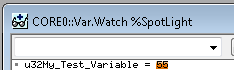 CORE0::Var.Watch %SpotLight
u32My_Test_Variable = 55